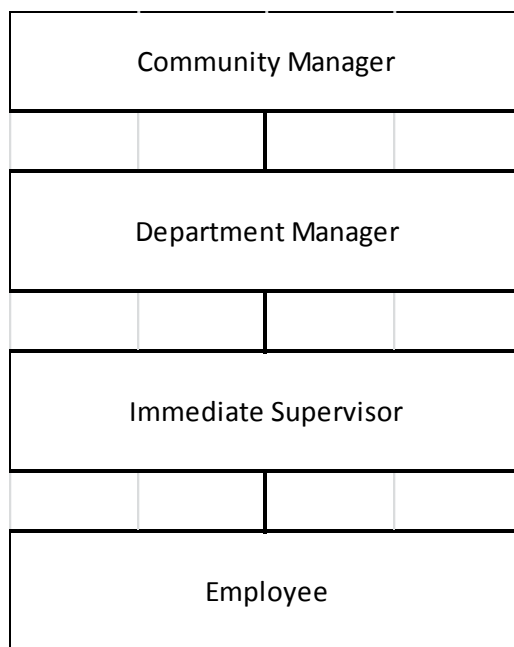 Community Manager
Department Manager
Immediate Supervisor
Employee